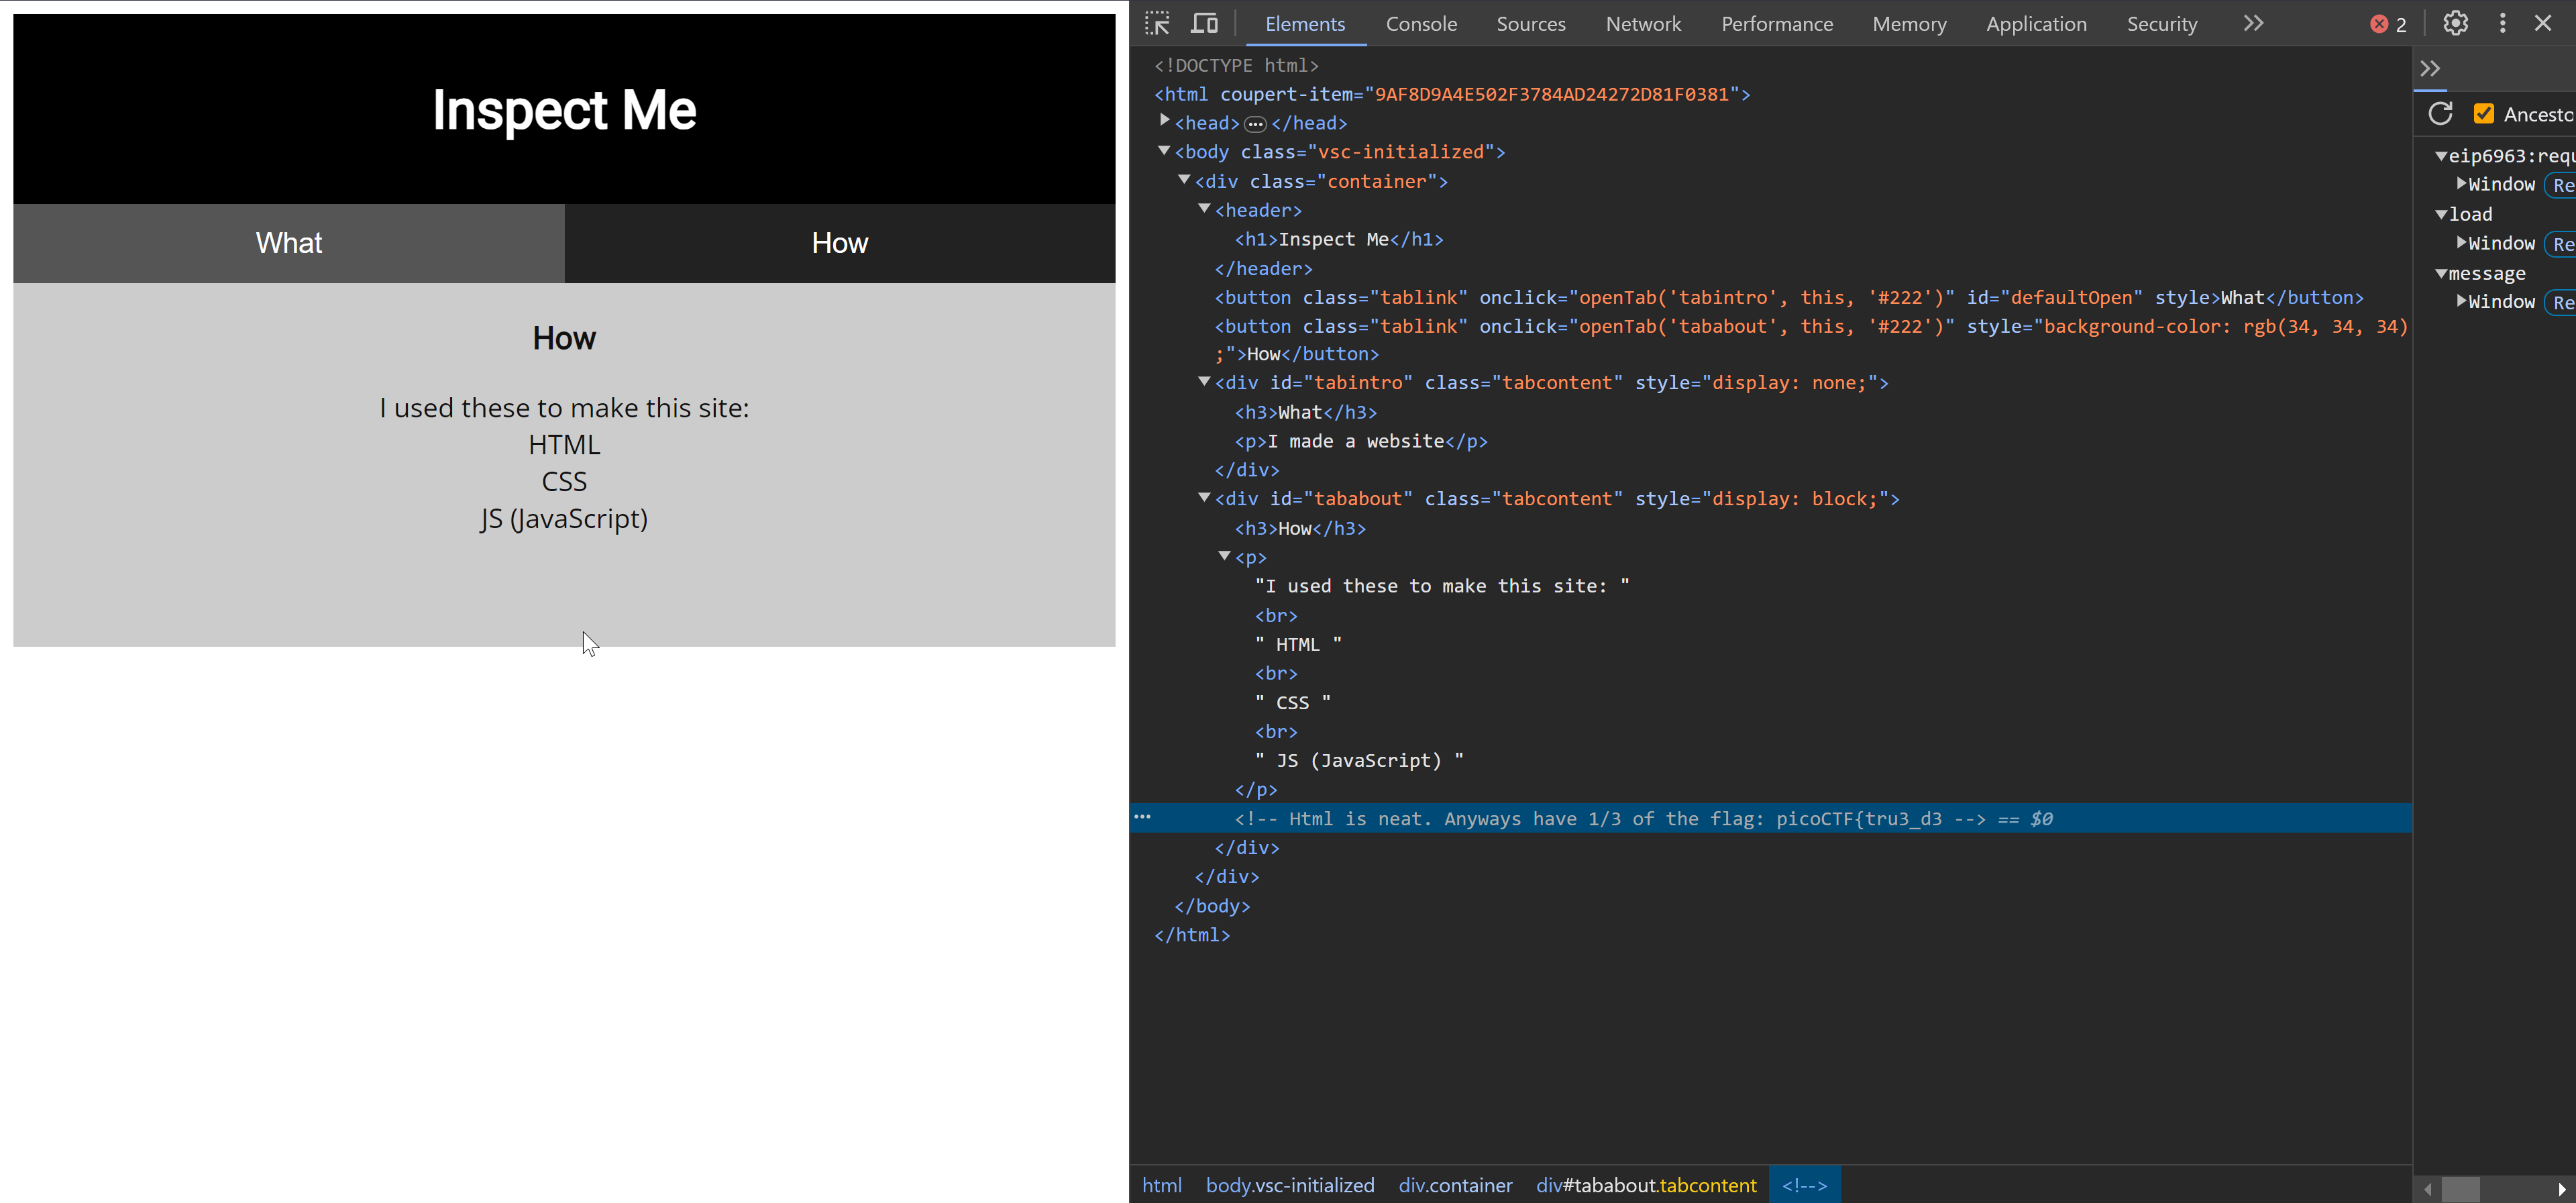 Inspect Me
What
How
How
I used these to make this site:
HTML
CSS
JS (JavaScript)
Elements Console Sources Network Performance Memory Application Security 2
<!DOCTYPE html>
<html coupert-item="9AF8D9A4E502F3784AD24272D81F0381">
<head> ••• </head>
<body class="vsc-initialized">
<div class="container">
<header>
<h1>Inspect Me</h1>
</header>
<button class="tablink" onclick="openTab('tabintro', this, '#222')" id="defaultOpen" style>What</button>
<button class="tablink" onclick="openTab('tababout', this, '#222')" style="background-color: rgb(34, 34, 34)
;">How</button>
<div id="tabintro" class="tabcontent" style="display: none;">
<h3>What</h3>
<p>I made a website</p>
</div>
<div id="tababout" class="tabcontent" style="display: block;">
<h3>How</h3>
<p>
"I used these to make this site: "
<br>
" HTML "
<br>
" CSS "
<br>
" JS (JavaScript) "
</p>
<!-- Html is neat. Anyways have 1/3 of the flag: picoCTF{tru3_d3 --> == $0
</div>
</div>
</body>
</html>
html body.vsc-initialized div.container div#tababout.tabcontent <!-->
Ancesto
eip6963:requ
Window Re
load
Window Re
message
Window Re